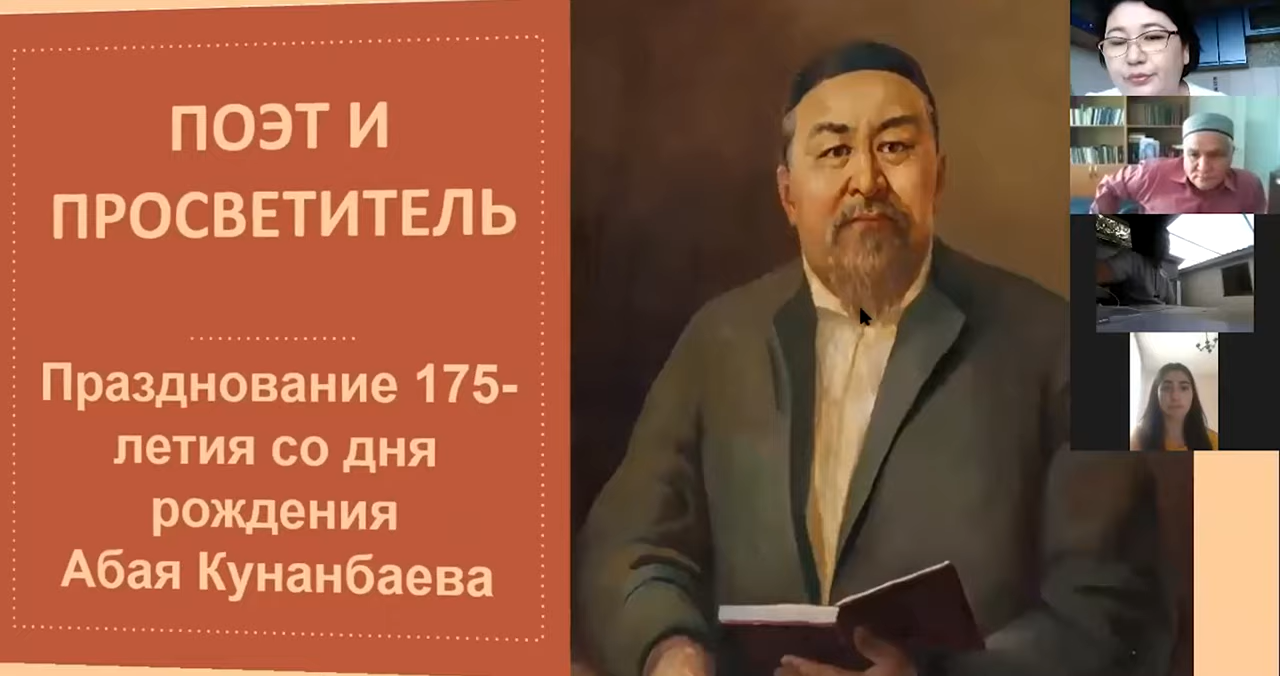 ПОЭТ И
ПРОСВЕТИТЕЛЬ
Празднование 175-
летия со дня
рождения
Абая Кунанбаева